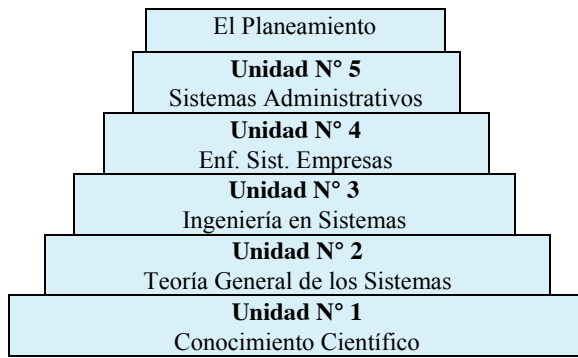 El Planeamiento
Unidad N° 5
Sistemas Administrativos
Unidad N° 4
Enf. Sist. Empresas
Unidad N° 3
Ingeniería en Sistemas
Unidad N° 2
Teoría General de los Sistemas
Unidad N° 1
Conocimiento Científico